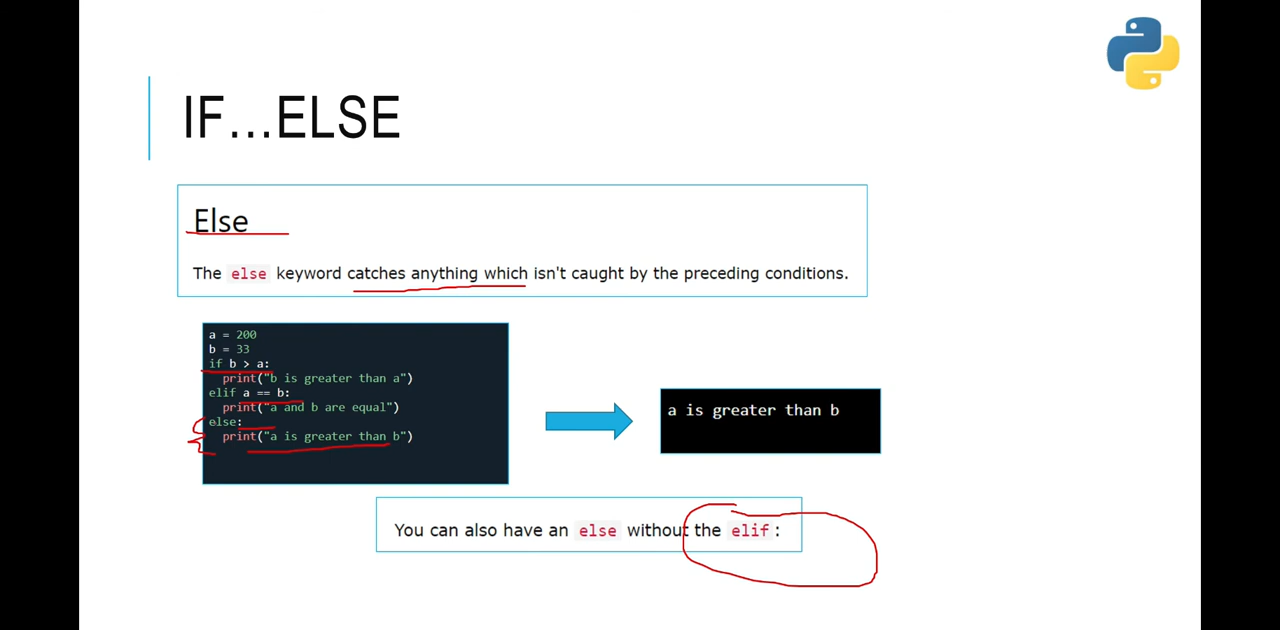 IF...ELSE
Else
The else keyword catches anything which isn't caught by the preceding conditions.
a = 200
b = 33
if b > a:
  print("b is greater than a")
elif a == b:
  print("a and b are equal")
else:
  print("a is greater than b")
a is greater than b
You can also have an else without the elif: